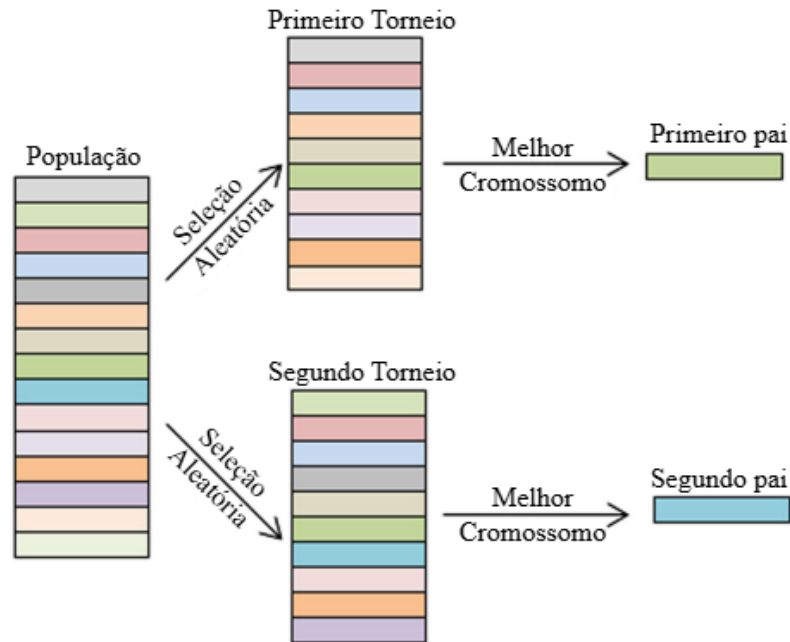 Primeiro Torneio
População
Seleção
Aleatória
Melhor
Cromossomo
Primeiro pai
Segundo Torneio
Seleção
Aleatória
Melhor
Cromossomo
Segundo pai